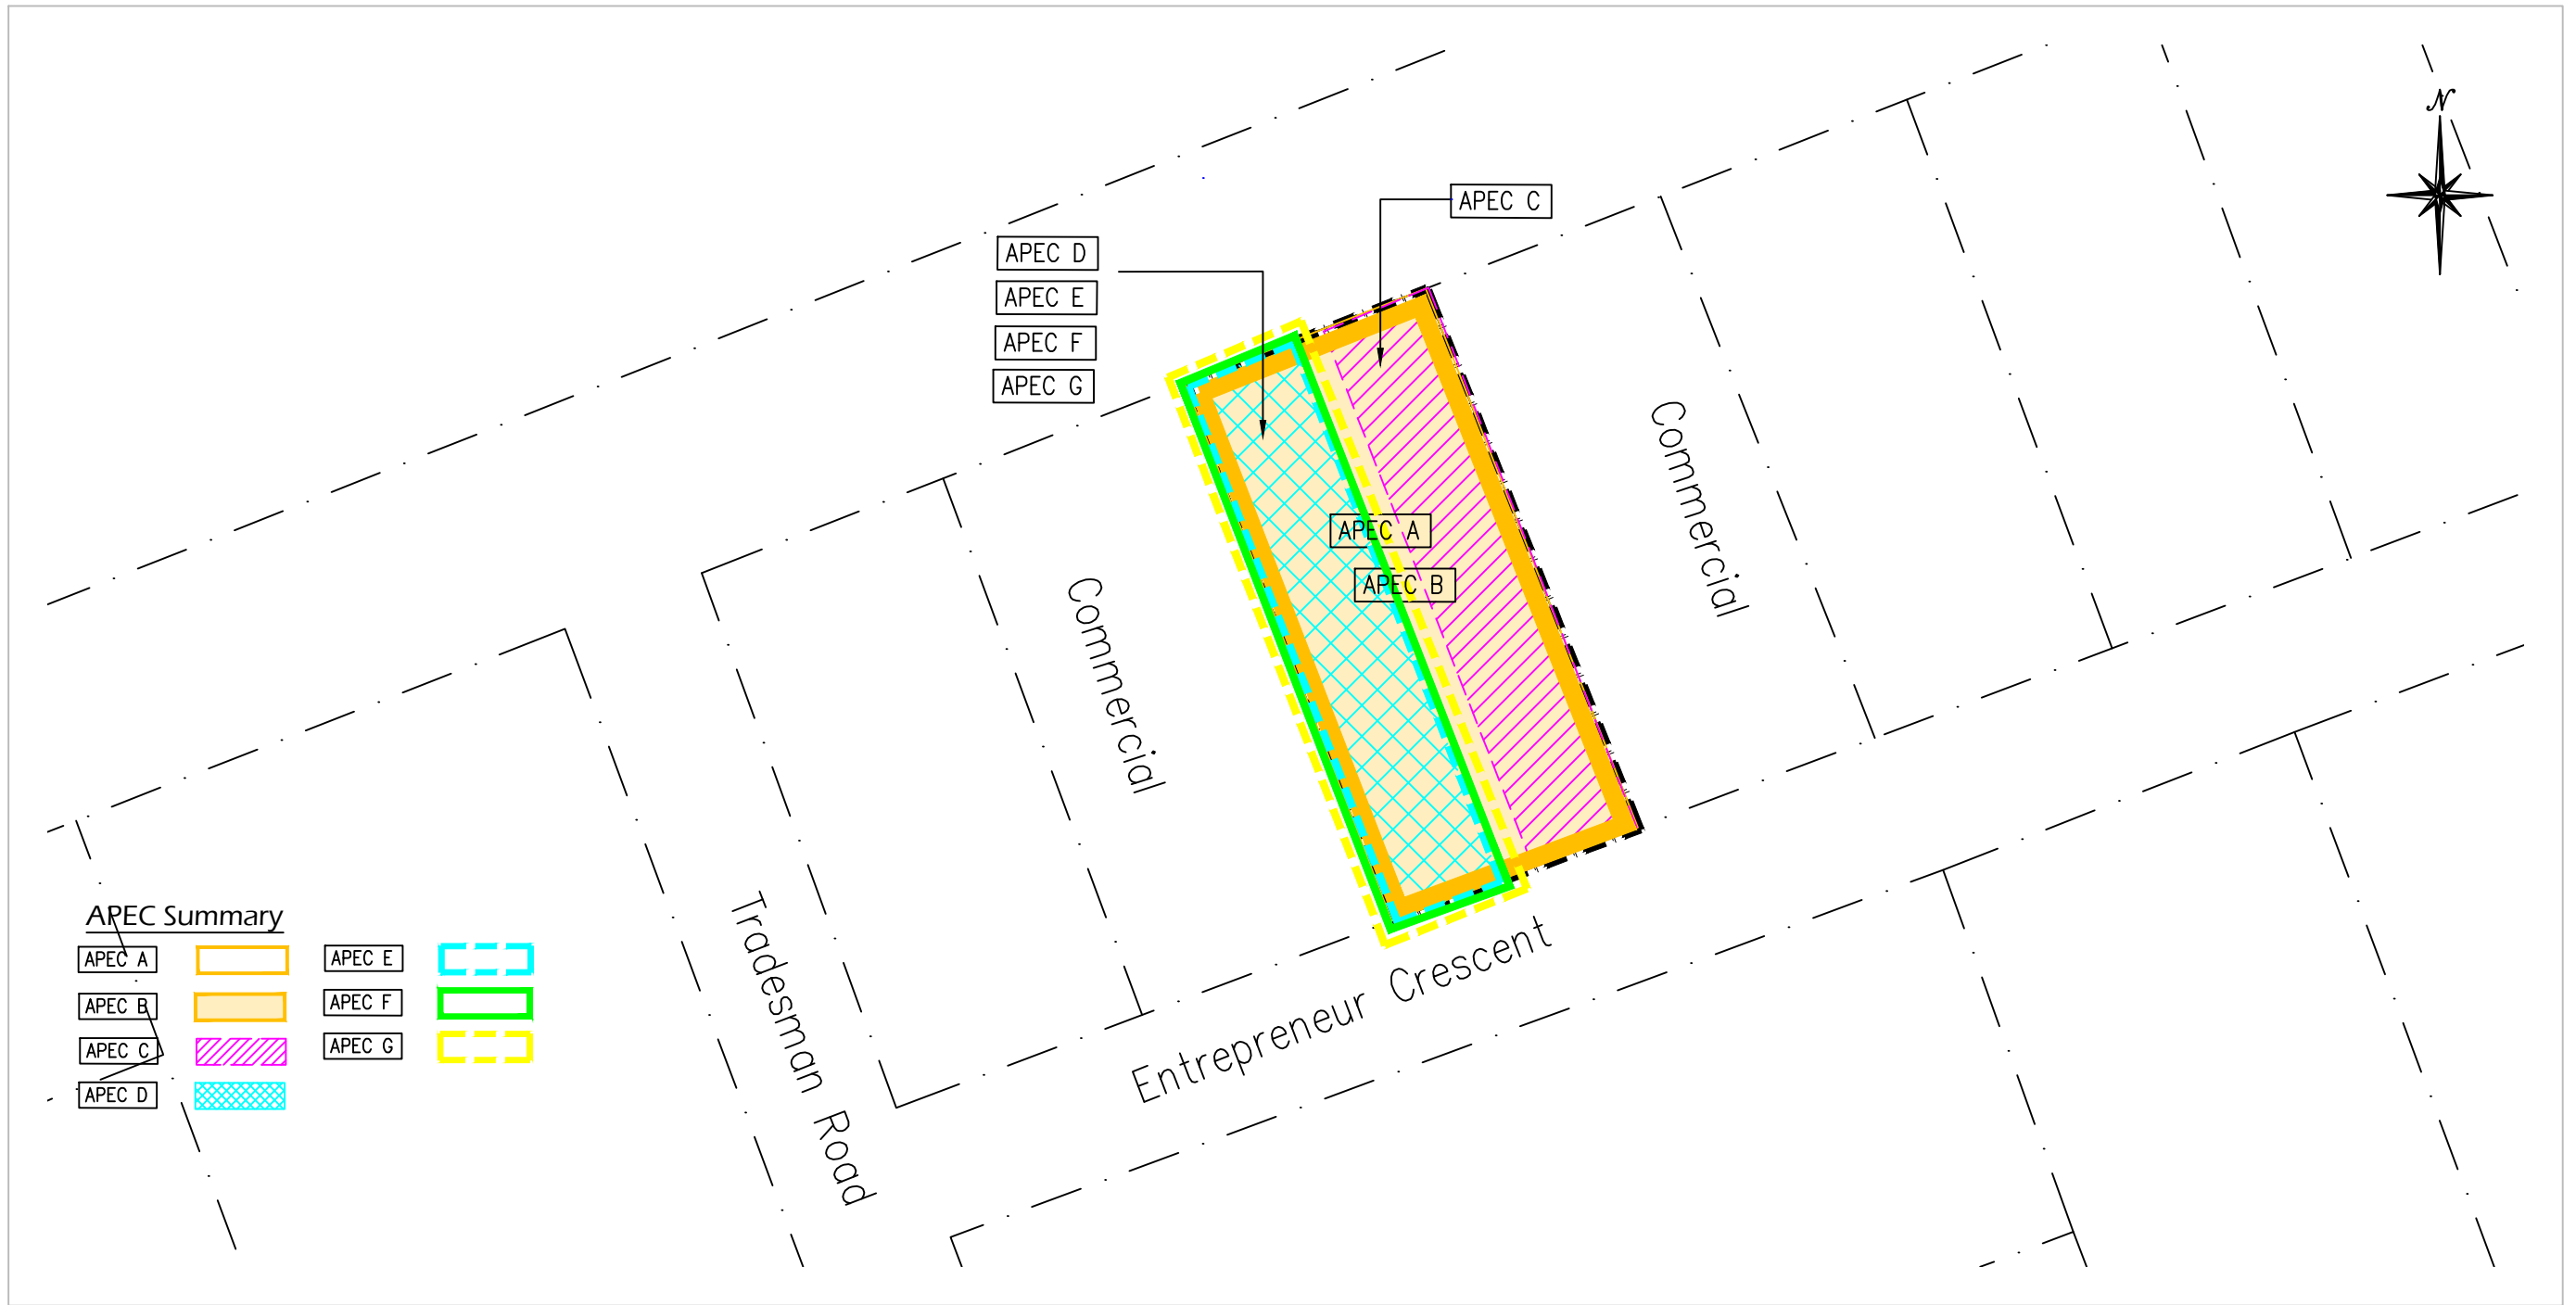 N
APEC C
APEC D
APEC E
APEC F
APEC G
APEC A
APEC B
Commercial
Commercial
Tradesman Road
Entrepreneur Crescent
APEC Summary
APEC A
APEC B
APEC C
APEC D
APEC E
APEC F
APEC G